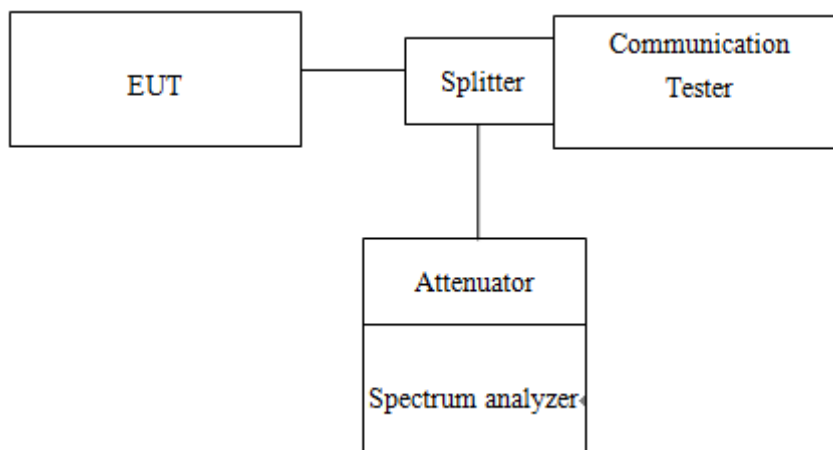 EUT
Splitter
Communication
Tester
Attenuator
Spectrum analyzer